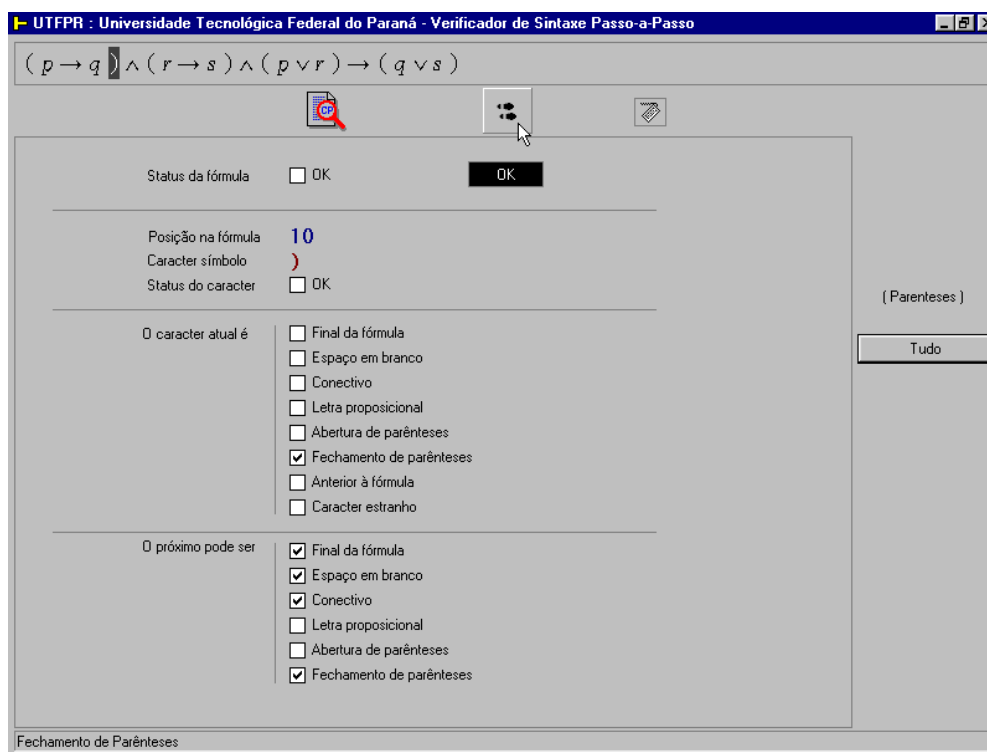 UTFPR : Universidade Tecnológica Federal do Paraná - Verificador de Sintaxe Passo-a-Passo
( p → q ) ∧ ( r → s ) ∧ ( p ∨ r ) → ( q ∨ s )
CP
Status da fórmula OK OK
Posição na fórmula 10
Caracter símbolo )
Status do caracter OK
( Parenteses )
Tudo
O caracter atual é Final da fórmula
Espaço em branco
Conectivo
Letra proposicional
Abertura de parênteses
Fechamento de parênteses
Anterior à fórmula
Caracter estranho
O próximo pode ser Final da fórmula
Espaço em branco
Conectivo
Letra proposicional
Abertura de parênteses
Fechamento de parênteses
Fechamento de Parênteses